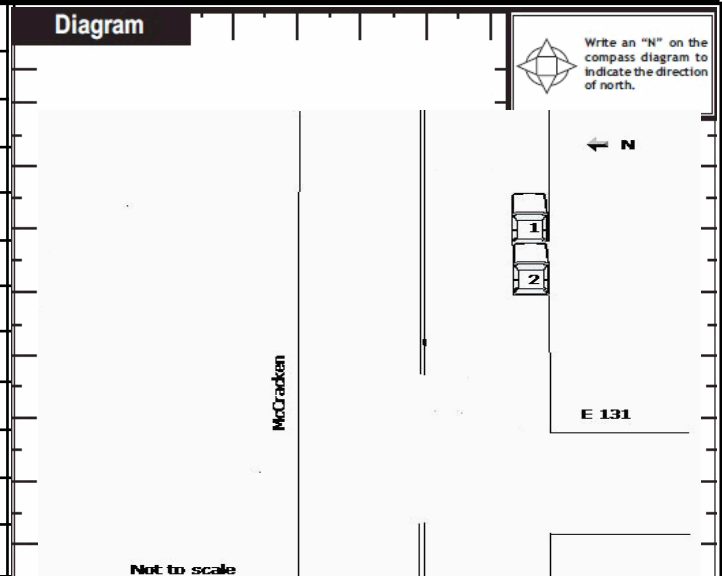 Diagram
Write an “N” on the
compass diagram to
indicate the direction
of north.
N
1
2
McCracken
E 131
Not to scale